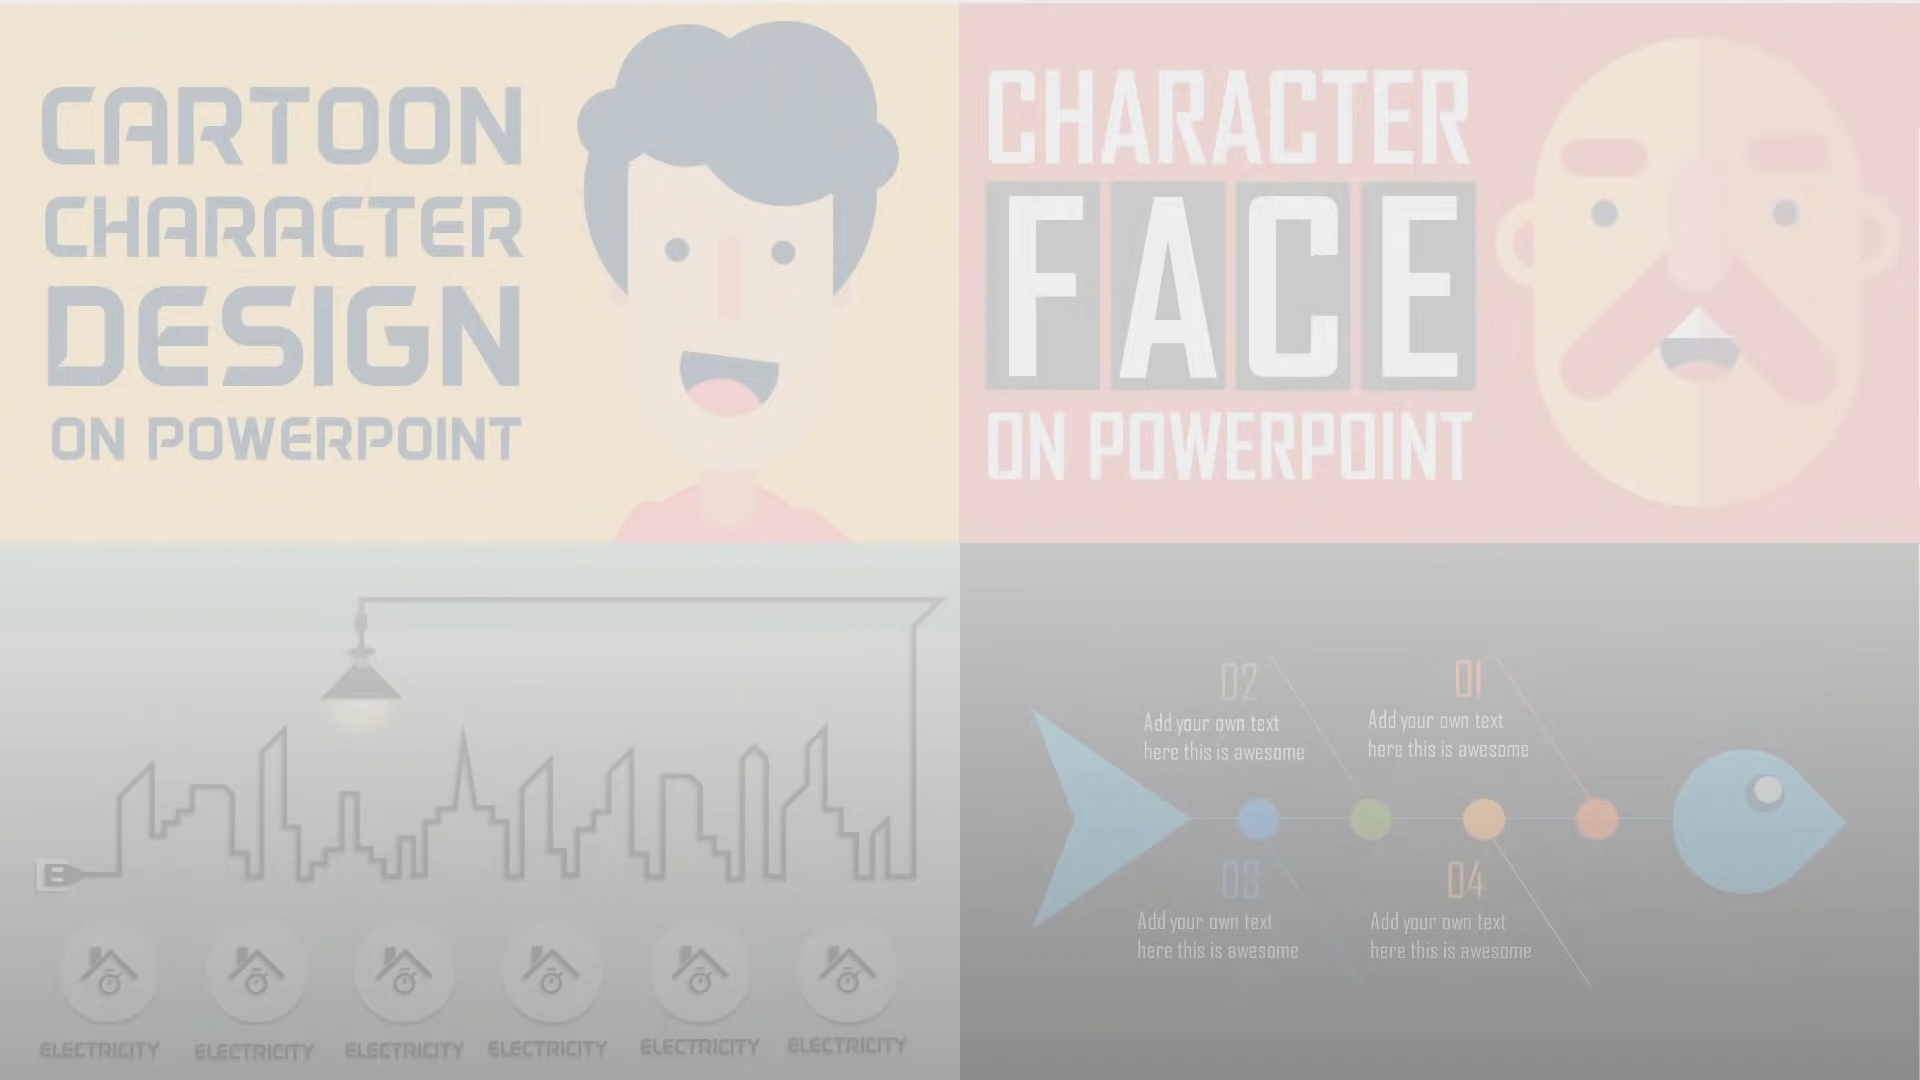 CARTOON
CHARACTER
DESIGN
ON POWERPOINT
CHARACTER
FACE
ON POWERPOINT
ELECTRICITY
ELECTRICITY
ELECTRICITY
ELECTRICITY
ELECTRICITY
ELECTRICITY
02
Add your own text
here this is awesome
01
Add your own text
here this is awesome
03
Add your own text
here this is awesome
04
Add your own text
here this is awesome